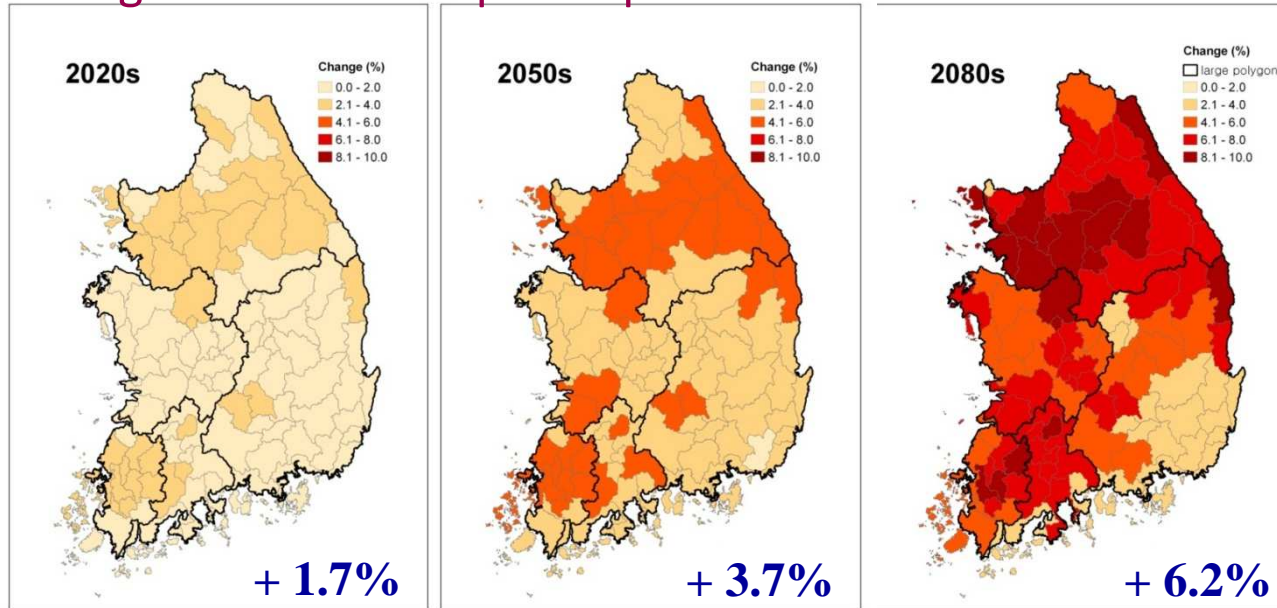 2020s
Change (%)
0.0 - 2.0
2.1 - 4.0
4.1 - 6.0
6.1 - 8.0
8.1 - 10.0
+ 1.7%
2050s
Change (%)
0.0 - 2.0
2.1 - 4.0
4.1 - 6.0
6.1 - 8.0
8.1 - 10.0
+ 3.7%
2080s
Change (%)
large polygon
0.0 - 2.0
2.1 - 4.0
4.1 - 6.0
6.1 - 8.0
8.1 - 10.0
+ 6.2%